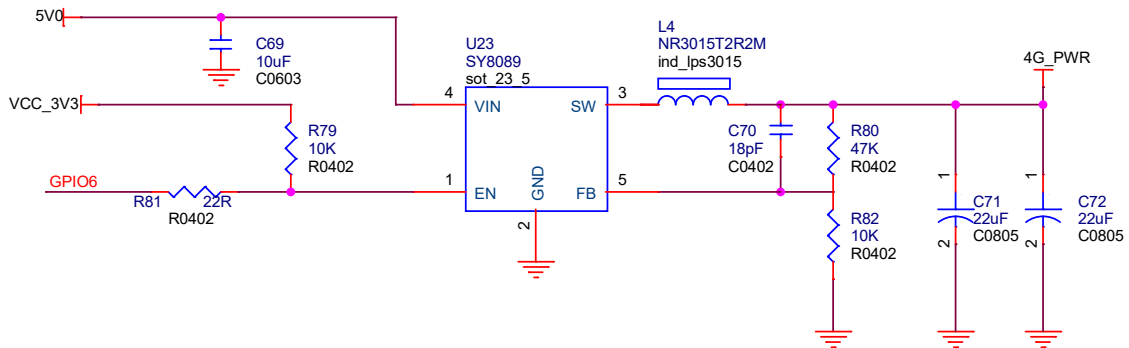 5V0
C69
10uF
C0603
U23
SY8089
sot_23_5
L4
NR3015T2R2M
ind_lps3015
4G_PWR
VCC_3V3
4
VIN
SW
3
R79
10K
R0402
C70
18pF
C0402
R80
47K
R0402
GPIO6
R81
22R
R0402
1
EN
GND
FB
5
2
R82
10K
R0402
1
C71
22uF
C0805
2
1
C72
22uF
C0805
2